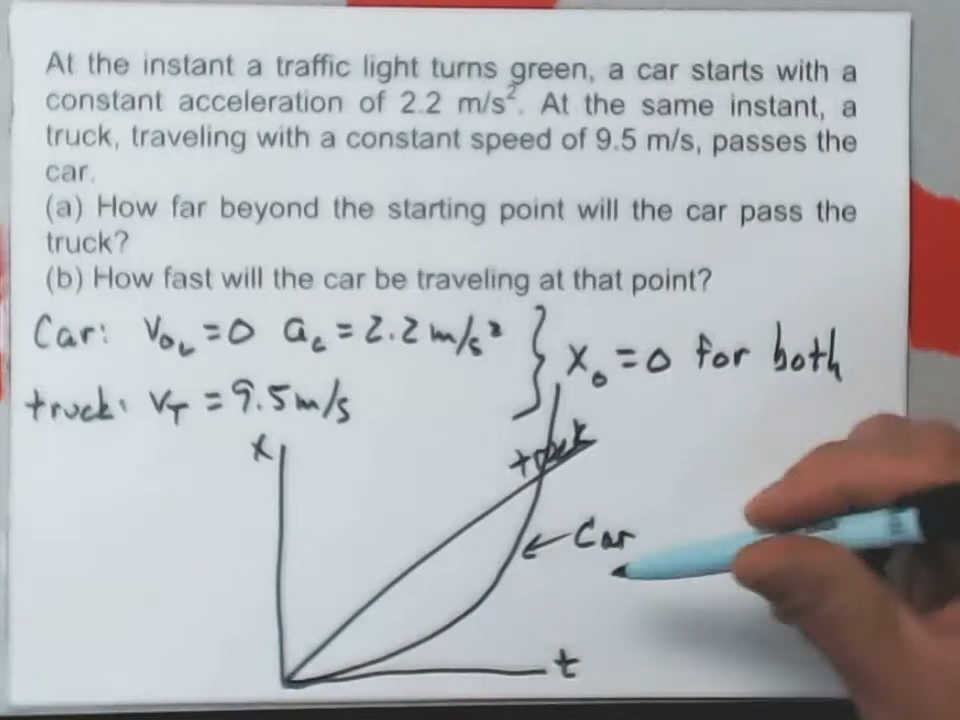 At the instant a traffic light turns green, a car starts with a
constant acceleration of 2.2 m/s². At the same instant, a
truck, traveling with a constant speed of 9.5 m/s, passes the
car.
(a) How far beyond the starting point will the car pass the
truck?
(b) How fast will the car be traveling at that point?
Car: V₀c = 0 ac = 2.2 m/s² } x₀ = 0 for both
truck: VT = 9.5 m/s
x
truck
← Car
t